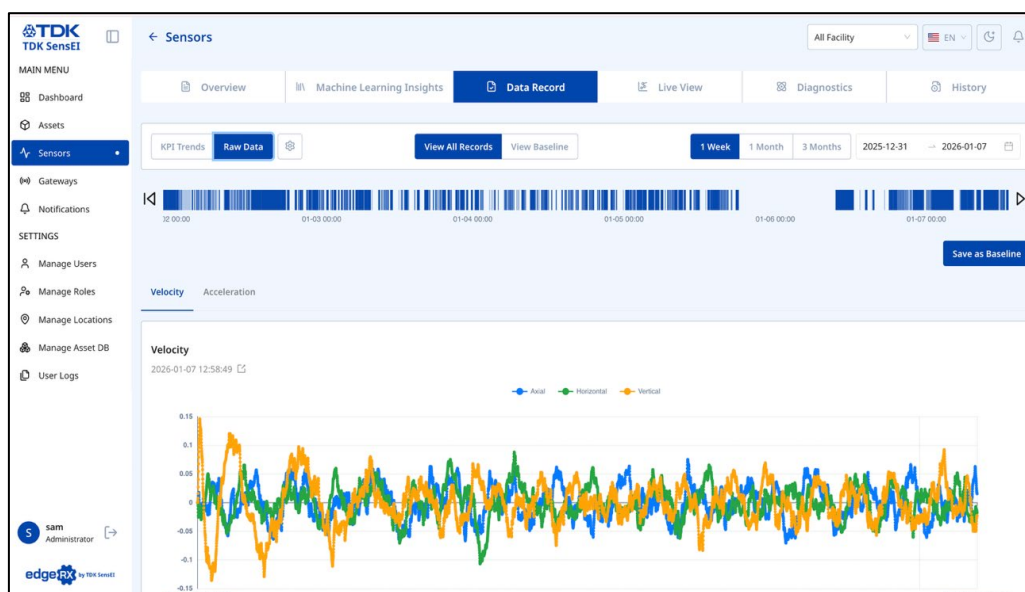 TDK
TDK SensEI
← Sensors
All Facility
EN
MAIN MENU
Dashboard
Assets
Sensors
Gateways
Notifications
SETTINGS
Manage Users
Manage Roles
Manage Locations
Manage Asset DB
User Logs
S
sam
Administrator
edgeRX by TDK SensEI
Overview
Machine Learning Insights
Data Record
Live View
Diagnostics
History
KPI Trends
Raw Data
View All Records
View Baseline
1 Week
1 Month
3 Months
2025-12-31 → 2026-01-07
02 00:00
01-03 00:00
01-04 00:00
01-05 00:00
01-06 00:00
01-07 00:00
Save as Baseline
Velocity
Acceleration
Velocity
2026-01-07 12:58:49
Axial
Horizontal
Vertical
0.15
0.1
0.05
0
-0.05
-0.1
-0.15